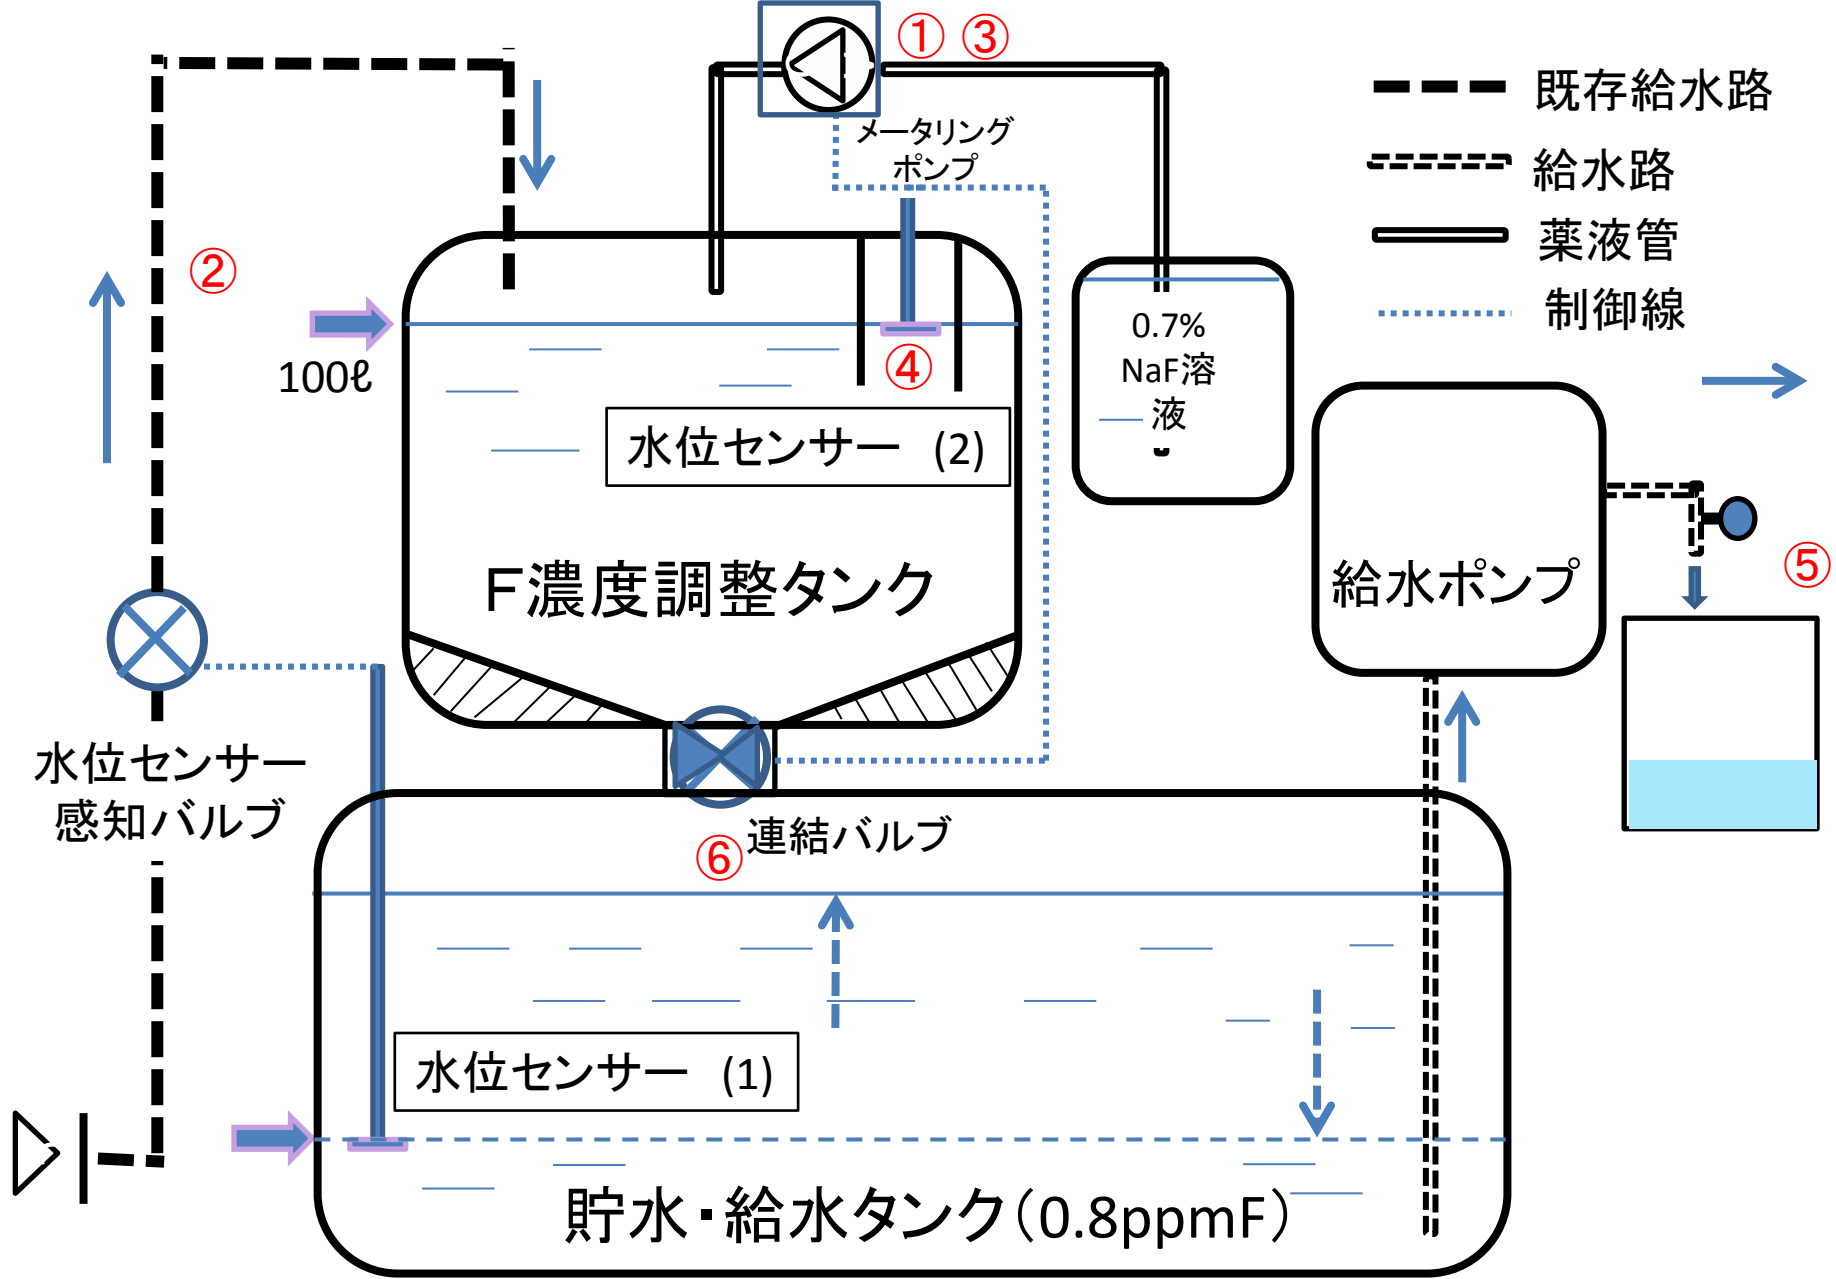 ① ③
メータリング
ポンプ
既存給水路
給水路
薬液管
制御線
②
100ℓ
④
水位センサー (2)
0.7%
NaF溶
液
F濃度調整タンク
給水ポンプ
⑤
水位センサー
感知バルブ
⑥
連結バルブ
水位センサー (1)
貯水・給水タンク(0.8ppmF)